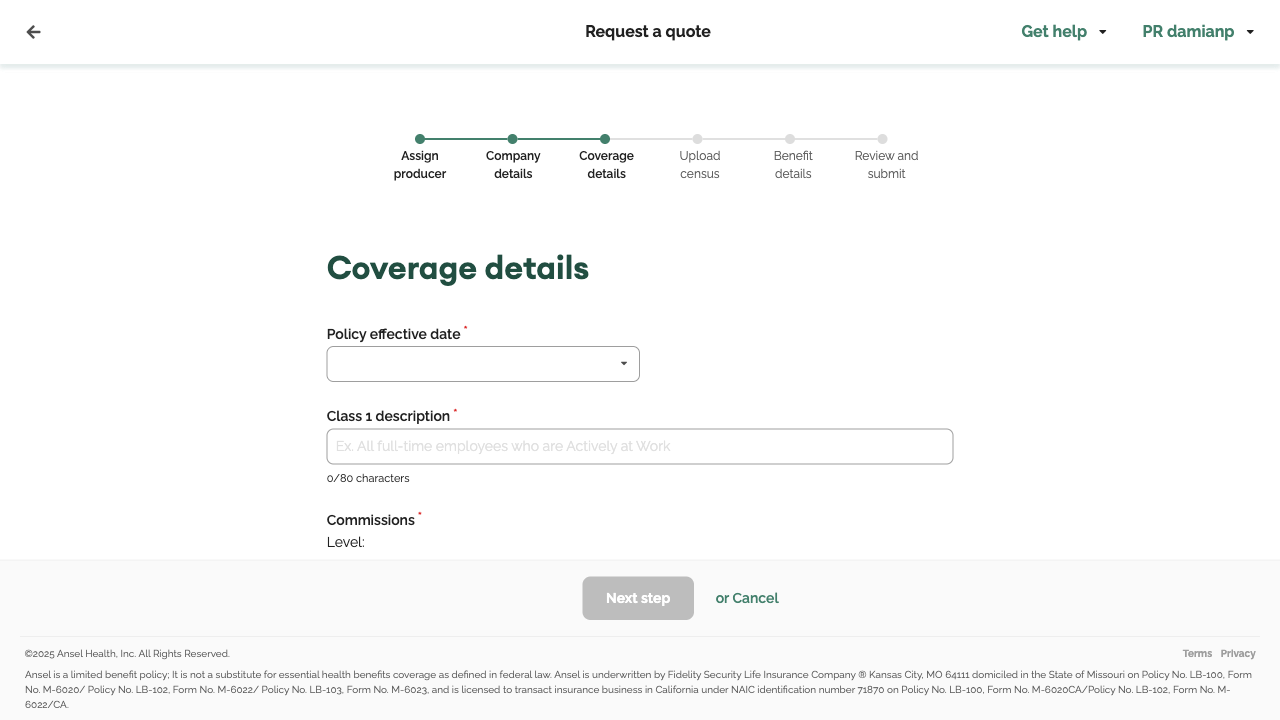 Request a quote
Get help
PR damianp
Assign
producer
Company
details
Coverage
details
Upload
census
Benefit
details
Review and
submit
Coverage details
Policy effective date *
Class 1 description *
Ex. All full-time employees who are Actively at Work
0/80 characters
Commissions *
Level:
Next step
or Cancel
©2025 Ansel Health, Inc. All Rights Reserved.
Terms Privacy
Ansel is a limited benefit policy; It is not a substitute for essential health benefits coverage as defined in federal law. Ansel is underwritten by Fidelity Security Life Insurance Company ® Kansas City, MO 64111 domiciled in the State of Missouri on Policy No. LB-100, Form
No. M-6020/ Policy No. LB-102, Form No. M-6022/ Policy No. LB-103, Form No. M-6023, and is licensed to transact insurance business in California under NAIC identification number 71870 on Policy No. LB-100, Form No. M-6020CA/Policy No. LB-102, Form No. M-
6022/CA.